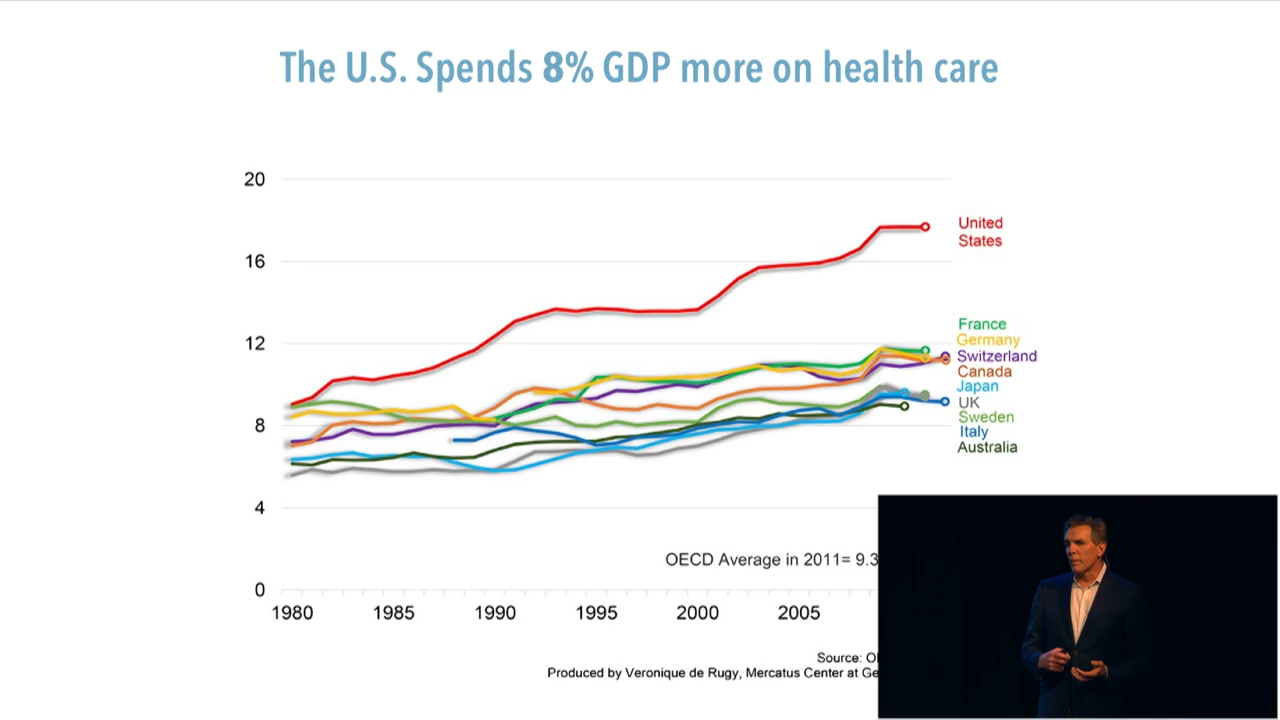 The U.S. Spends 8% GDP more on health care
20
16
12
8
4
0
United
States
France
Germany
Switzerland
Canada
Japan
UK
Sweden
Italy
Australia
OECD Average in 2011= 9.3
1980 1985 1990 1995 2000 2005
Source:
Produced by Veronique de Rugy, Mercatus Center at